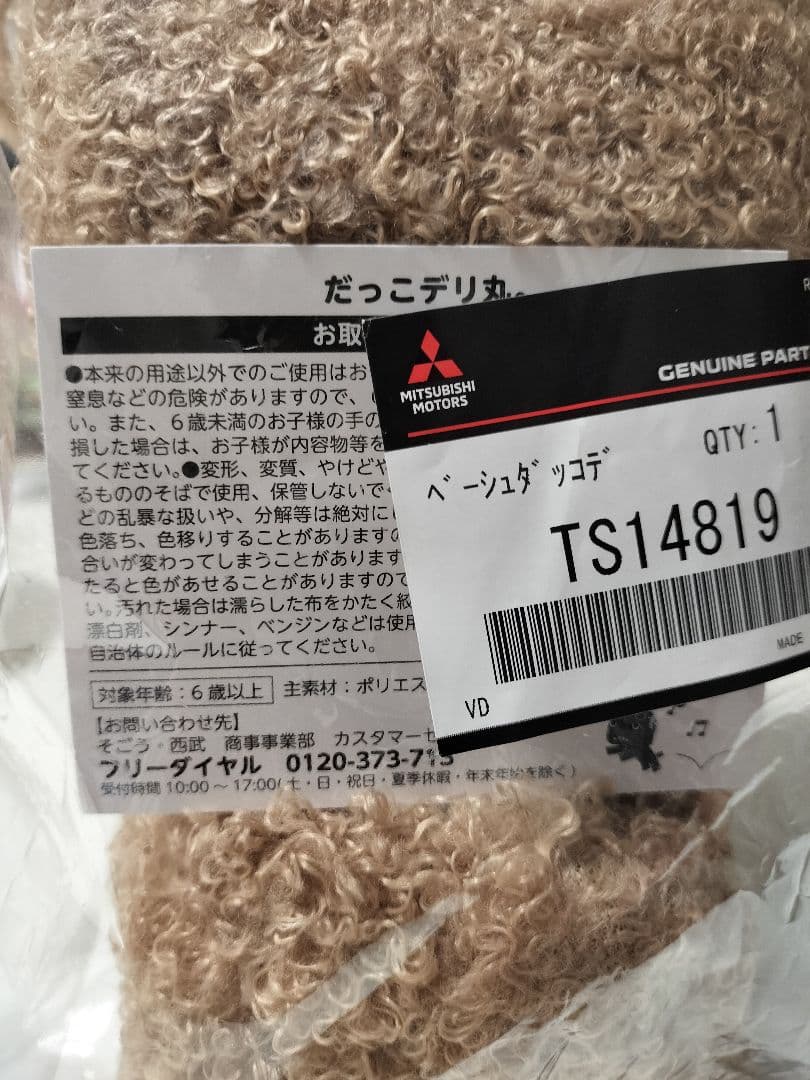 だっこデリ丸。
お取
●本来の用途以外でのご使用はお
窒息などの危険がありますので、
い。また、6歳未満のお子様の手の
損した場合は、お子様が内容物等を
てください。●変形、変質、やけどや
るもののそばで使用、保管しないで
どの乱暴な扱いや、分解等は絶対に
色落ち、色移りすることがありますの
合いが変わってしまうことがあります
たると色があせることがありますので
い。汚れた場合は濡らした布をかたく絞
漂白剤、シンナー、ベンジンなどは使用
自治体のルールに従ってください。
対象年齢：6歳以上 主素材：ポリエス
【お問い合わせ先】
そごう・西武 商事事業部 カスタマーセ
フリーダイヤル 0120-373-7
受付時間 10:00～17:00(土・日・祝日・夏季休暇・年末年始を除く)
MITSUBISHI
MOTORS
GENUINE PART
ﾍﾞｰｼｭﾀﾞｯｺﾃﾞ
QTY: 1
TS14819
MADE
VD